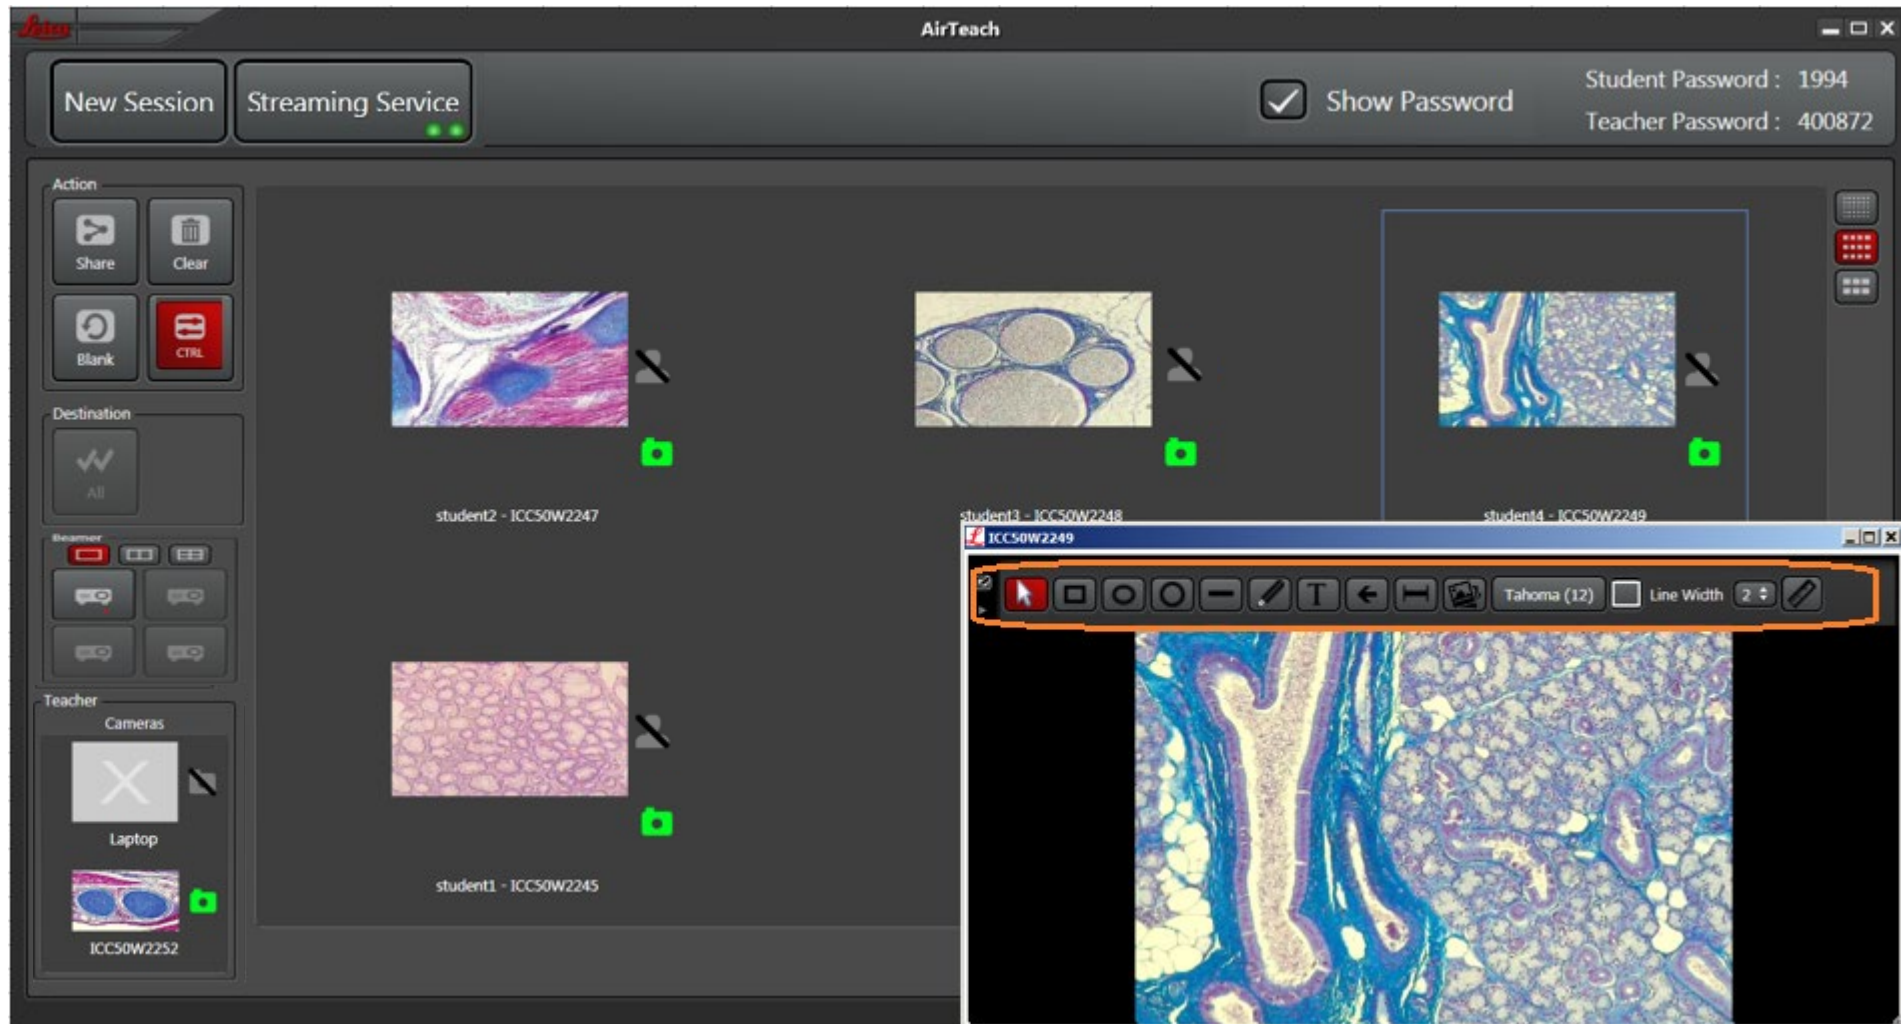 Leica
AirTeach
New Session
Streaming Service
Show Password
Student Password : 1994
Teacher Password : 400872
Action
Share
Clear
Blank
CTRL
Destination
All
Beamer
Teacher
Cameras
Laptop
ICC50W2252
student2 - ICC50W2247
student3 - ICC50W2248
student4 - ICC50W2249
student1 - ICC50W2245
L ICC50W2249
T
Tahoma (12)
Line Width
2